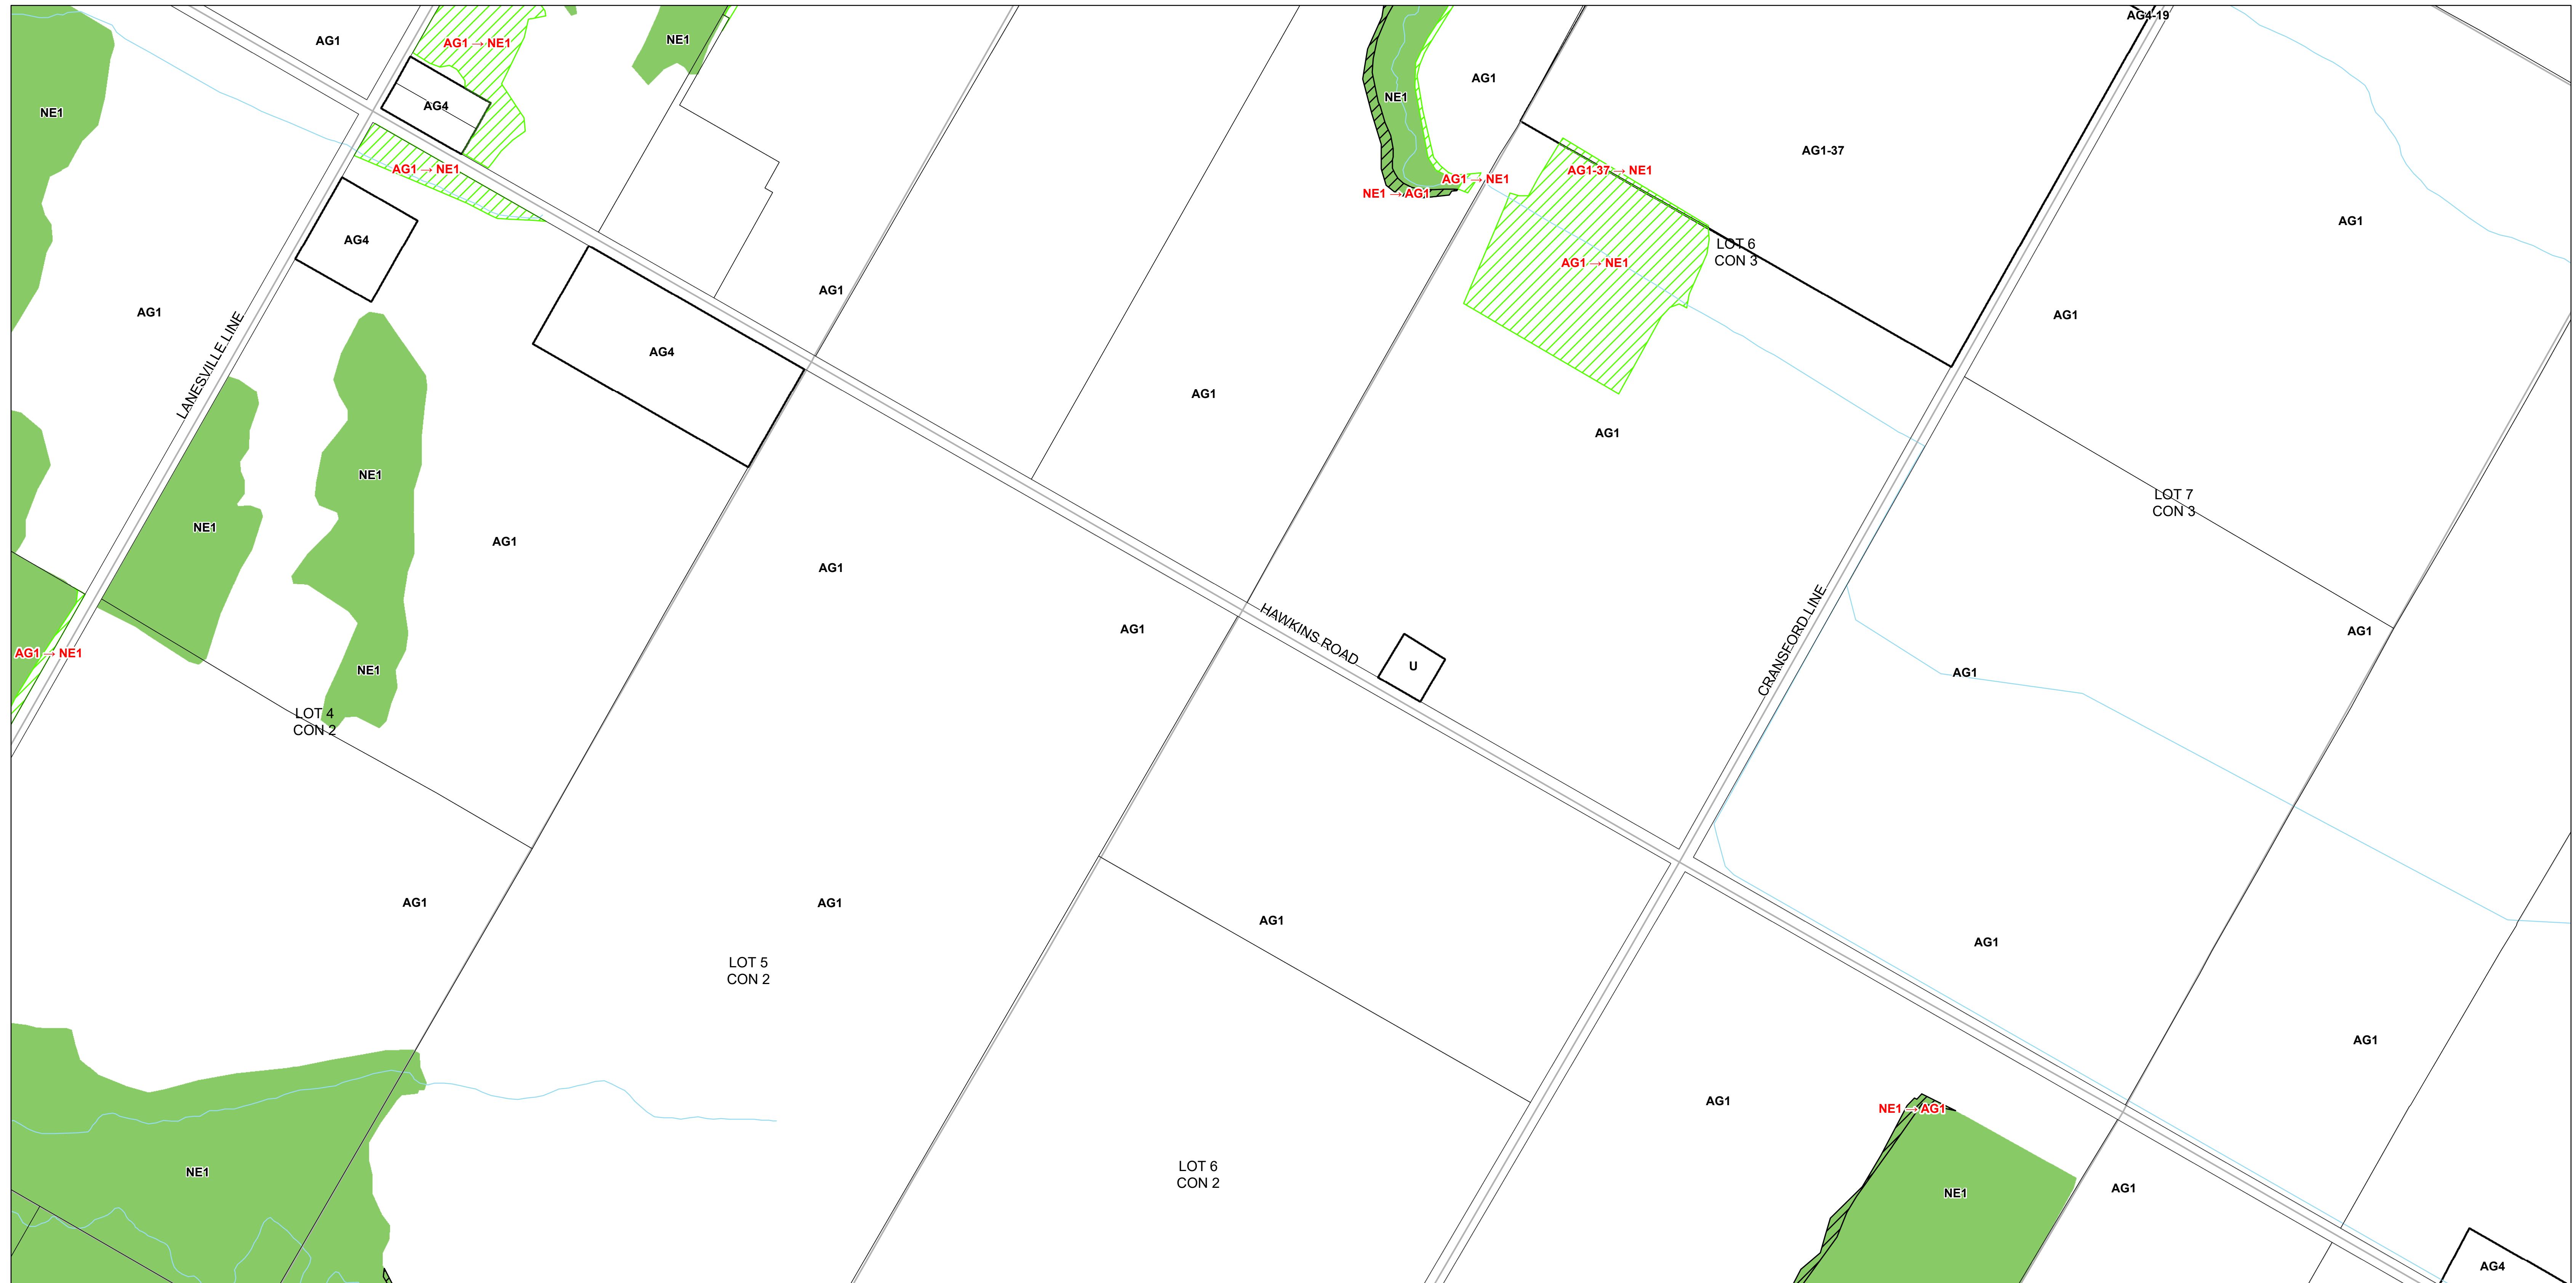 AG4-19
AG1
NE1
AG1 → NE1
AG1
NE1
NE1
AG4
NE1
AG1-37
AG1 → NE1
AG1-37 → NE1
AG1 → NE1
NE1 → AG1
AG1
AG4
LOT 6
CON 3
AG1 → NE1
AG1
AG1
AG1
AG4
LANESVILLE LINE
AG1
AG1
NE1
LOT 7
CON 3
NE1
AG1
AG1
HAWKINS ROAD
CRANSFORD LINE
AG1
AG1
AG1 → NE1
U
NE1
AG1
LOT 4
CON 2
AG1
AG1
AG1
AG1
LOT 5
CON 2
AG1
AG1
NE1 → AG1
LOT 6
CON 2
NE1
AG1
NE1
AG4